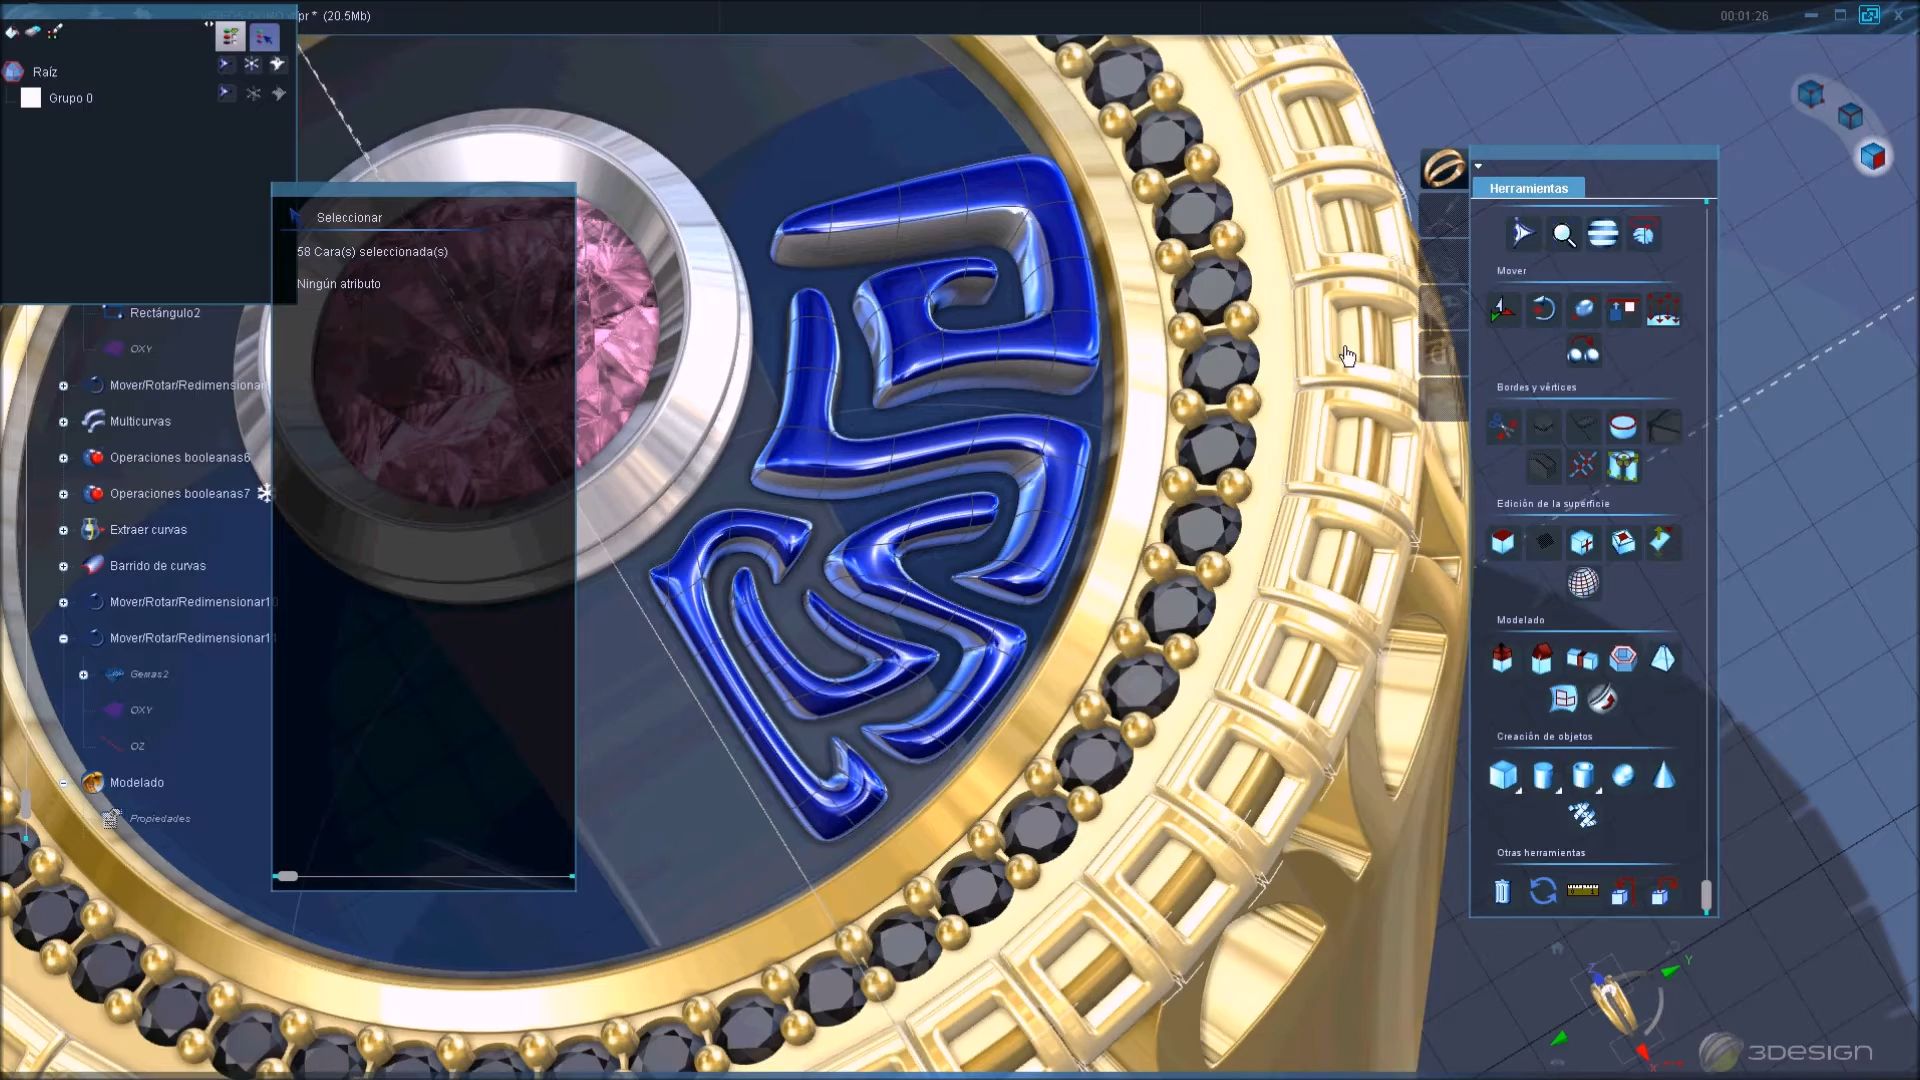 pr * (20.5Mb)
00:01:26
Raíz
Grupo 0
Seleccionar
58 Cara(s) seleccionada(s)
Ningún atributo
Rectángulo2
OXY
Mover/Rotar/Redimensionar
Multicurvas
Operaciones booleanas6
Operaciones booleanas7
Extraer curvas
Barrido de curvas
Mover/Rotar/Redimensionar10
Mover/Rotar/Redimensionar11
Gemas2
OXY
OZ
Modelado
Propiedades
Herramientas
Mover
Bordes y vértices
Edición de la superficie
Modelado
Creación de objetos
Otras herramientas
Z
Y
X
3DESIGN